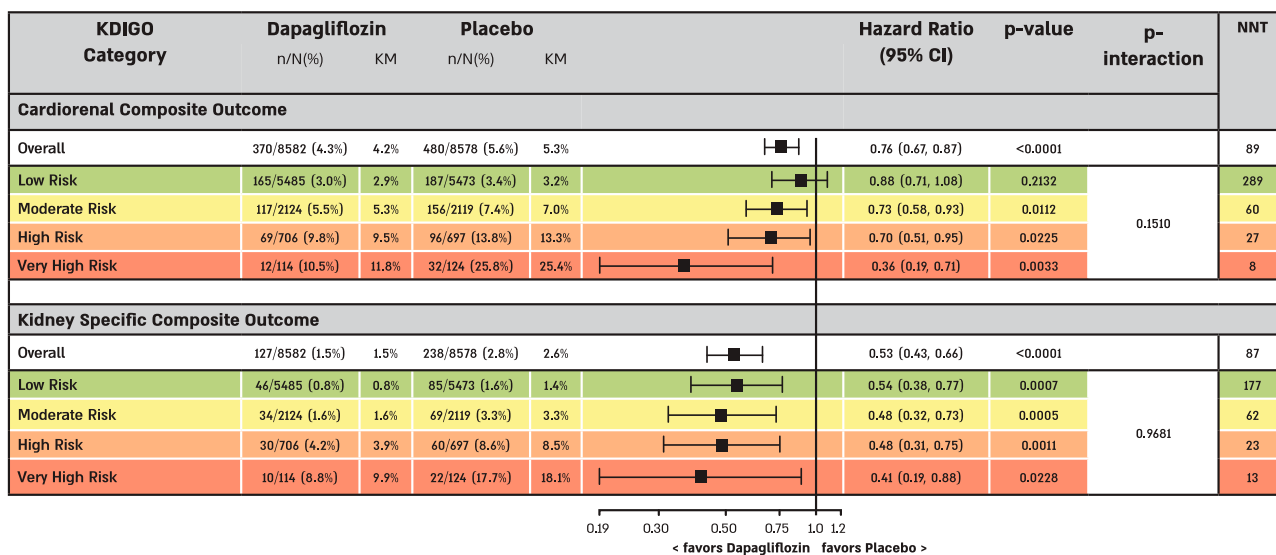 KDIGO Category Dapagliflozin Placebo Hazard Ratio (95% CI) p-value p-interaction NNT
n/N(%) KM n/N(%) KM
Cardiorenal Composite Outcome
Overall 370/8582 (4.3%) 4.2% 480/8578 (5.6%) 5.3% 0.76 (0.67, 0.87) <0.0001 89
Low Risk 165/5485 (3.0%) 2.9% 187/5473 (3.4%) 3.2% 0.88 (0.71, 1.08) 0.2132 289
Moderate Risk 117/2124 (5.5%) 5.3% 156/2119 (7.4%) 7.0% 0.73 (0.58, 0.93) 0.0112 60
0.1510
High Risk 69/706 (9.8%) 9.5% 96/697 (13.8%) 13.3% 0.70 (0.51, 0.95) 0.0225 27
Very High Risk 12/114 (10.5%) 11.8% 32/124 (25.8%) 25.4% 0.36 (0.19, 0.71) 0.0033 8
Kidney Specific Composite Outcome
Overall 127/8582 (1.5%) 1.5% 238/8578 (2.8%) 2.6% 0.53 (0.43, 0.66) <0.0001 87
Low Risk 46/5485 (0.8%) 0.8% 85/5473 (1.6%) 1.4% 0.54 (0.38, 0.77) 0.0007 177
Moderate Risk 34/2124 (1.6%) 1.6% 69/2119 (3.3%) 3.3% 0.48 (0.32, 0.73) 0.0005 62
0.9681
High Risk 30/706 (4.2%) 3.9% 60/697 (8.6%) 8.5% 0.48 (0.31, 0.75) 0.0011 23
Very High Risk 10/114 (8.8%) 9.9% 22/124 (17.7%) 18.1% 0.41 (0.19, 0.88) 0.0228 13
0.19 0.30 0.50 0.75 1.0 1.2
< favors Dapagliflozin favors Placebo >